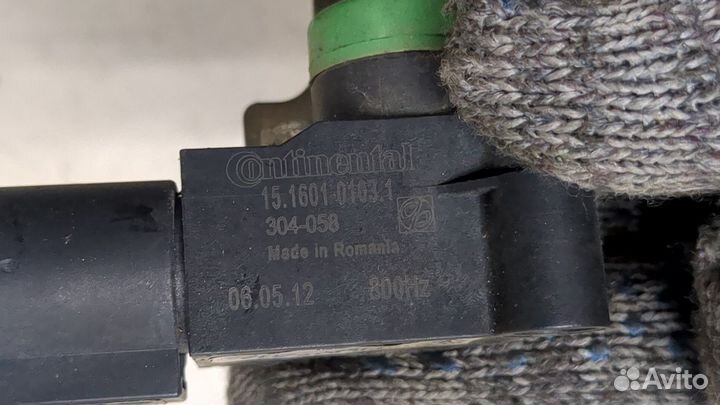 Continental
15.1601-0103.1
304-058
Made in Romania
06.05.12 800Hz
Avito